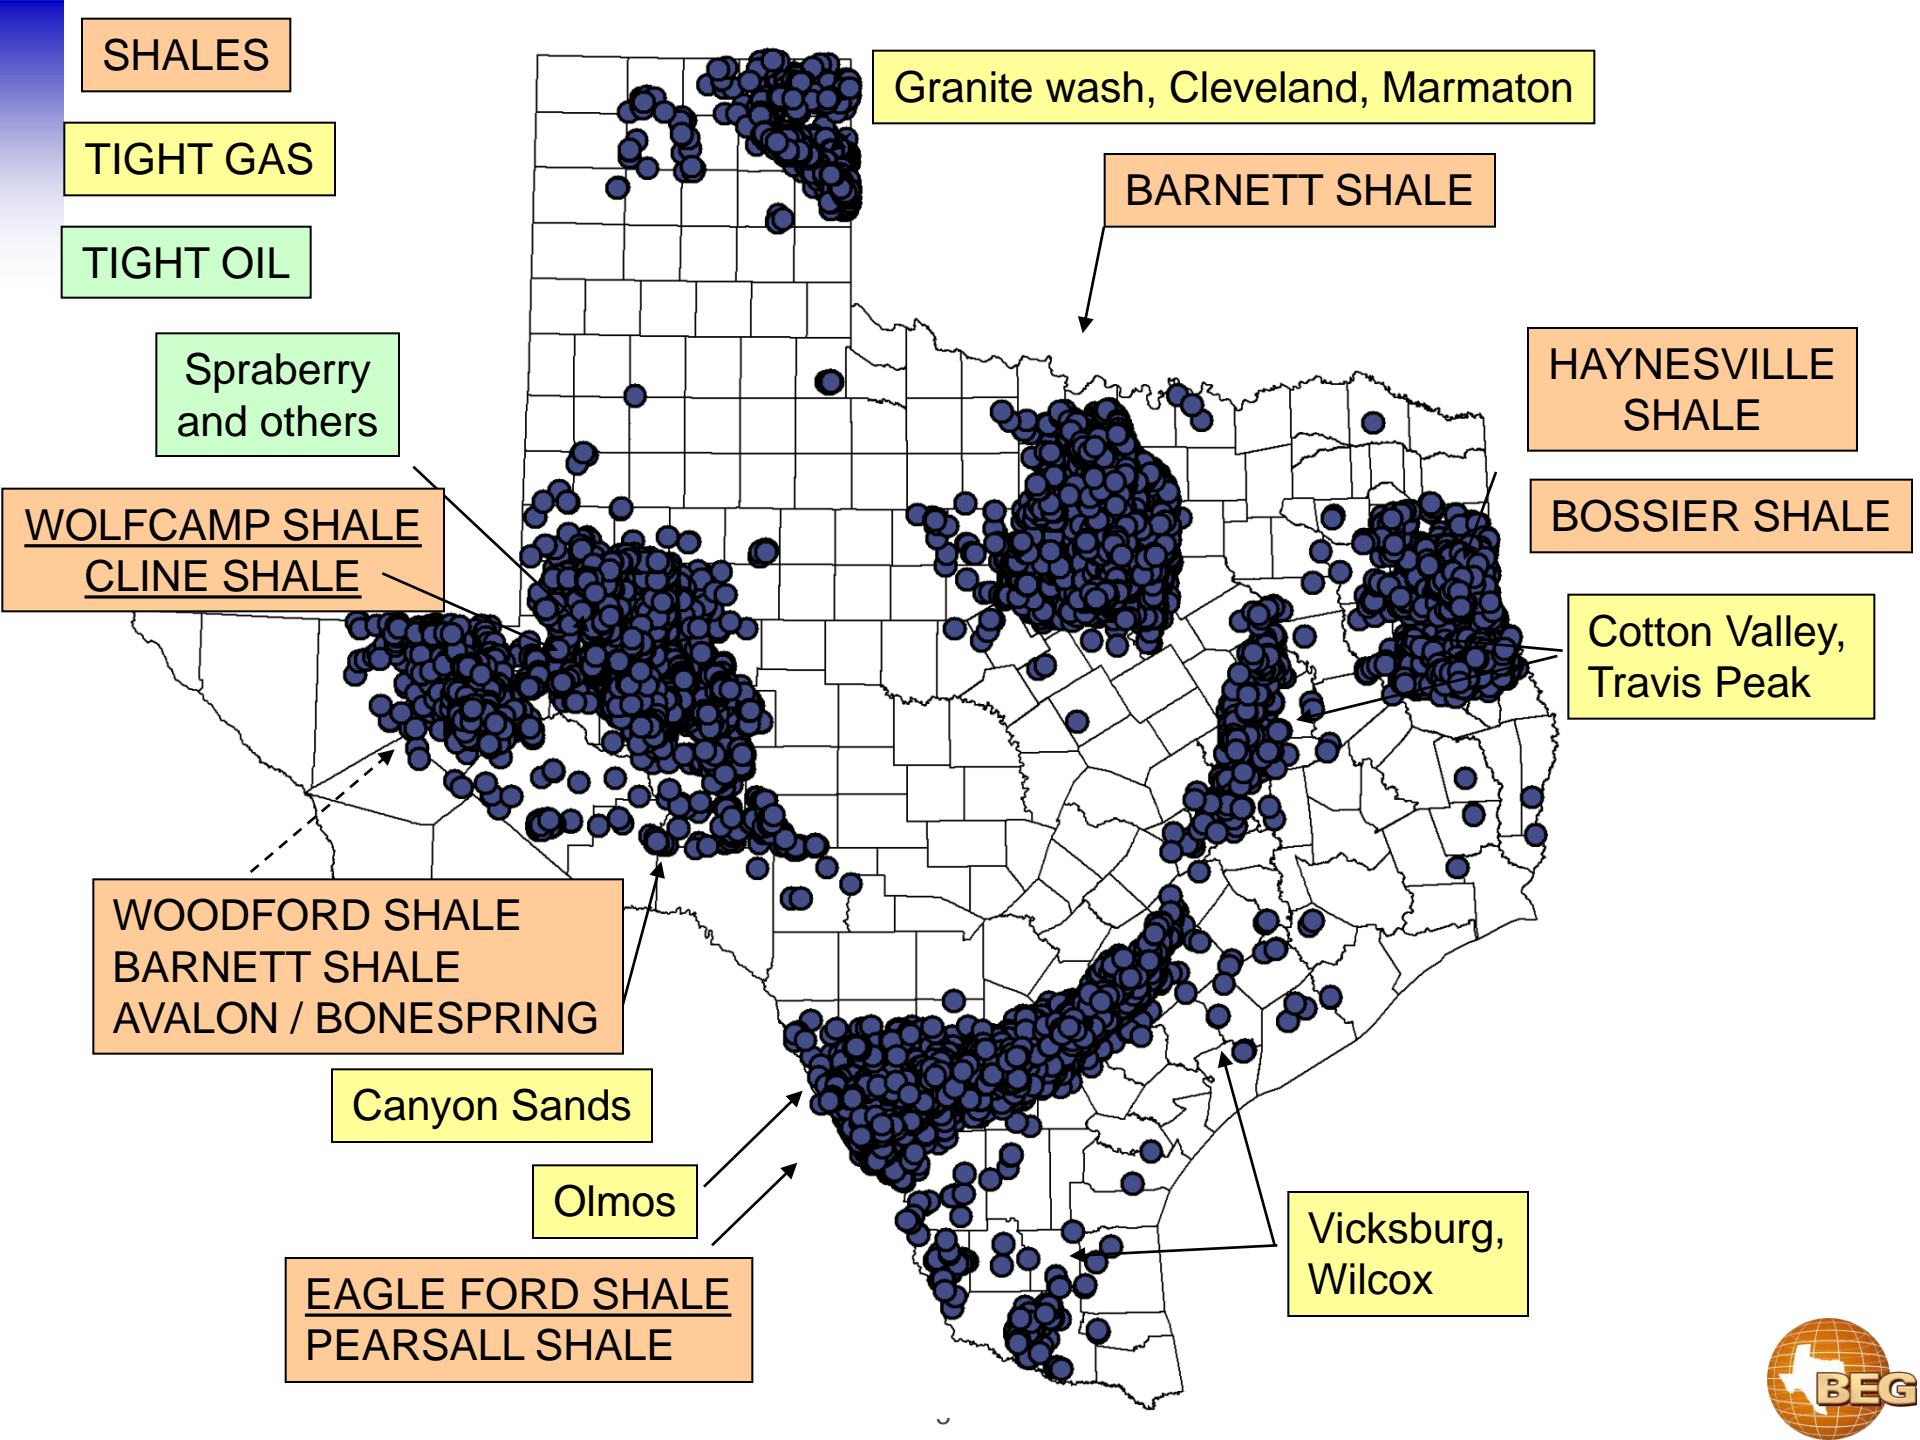 SHALES
TIGHT GAS
TIGHT OIL
Granite wash, Cleveland, Marmaton
BARNETT SHALE
Spraberry
and others
HAYNESVILLE
SHALE
WOLFCAMP SHALE
CLINE SHALE
BOSSIER SHALE
Cotton Valley,
Travis Peak
WOODFORD SHALE
BARNETT SHALE
AVALON / BONESPRING
Canyon Sands
Olmos
EAGLE FORD SHALE
PEARSALL SHALE
Vicksburg,
Wilcox
BEG